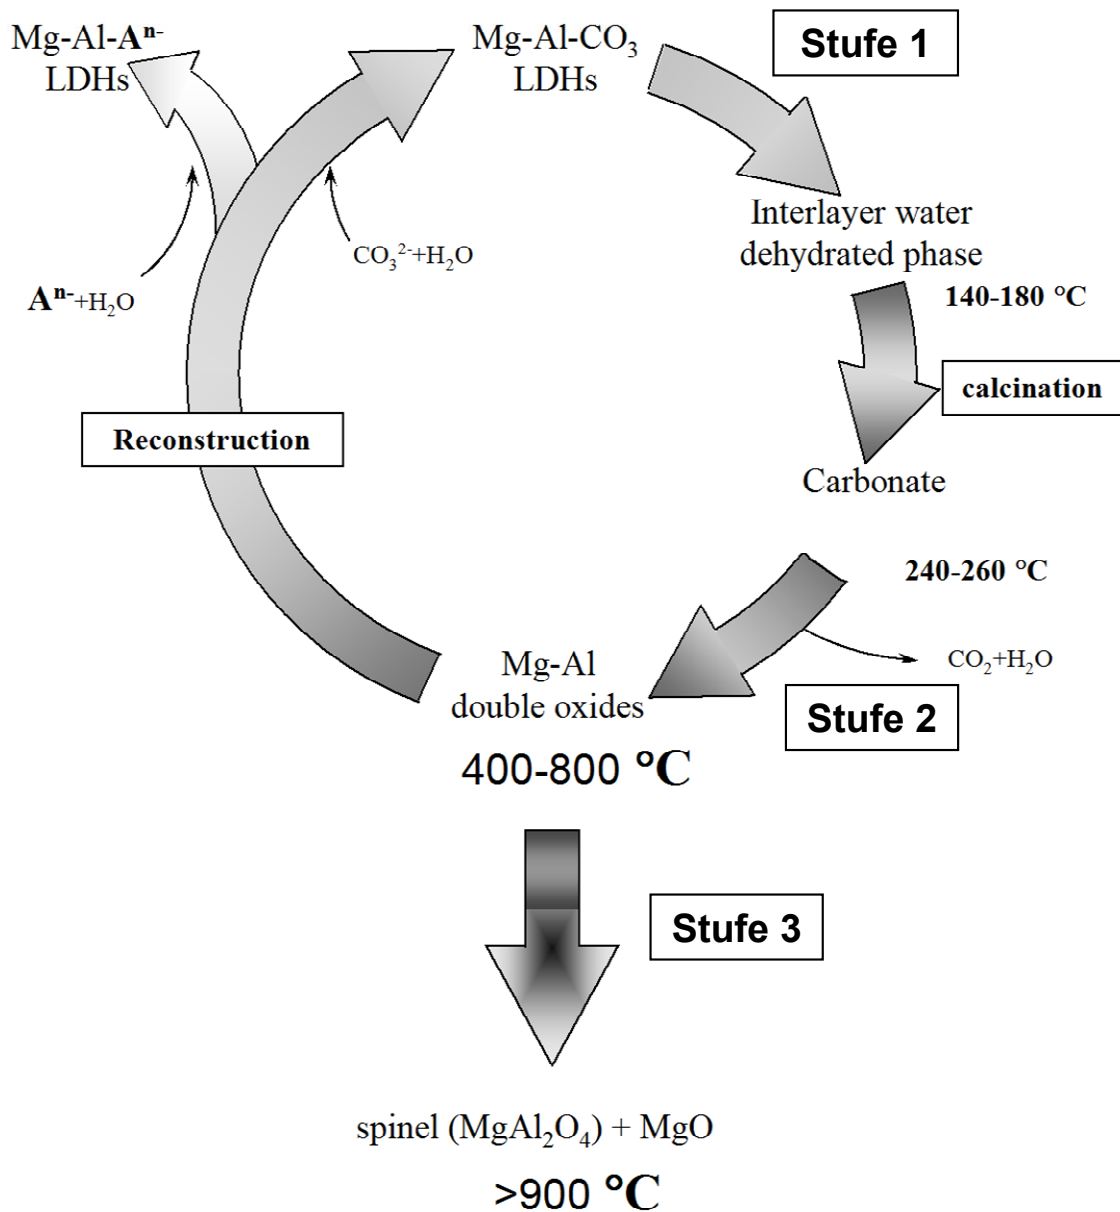 Mg-Al-Aⁿ⁻
LDHs
Mg-Al-CO₃
LDHs
Stufe 1
Interlayer water
dehydrated phase
CO₃²⁻+H₂O
Aⁿ⁻+H₂O
140-180 °C
calcination
Reconstruction
Carbonate
240-260 °C
CO₂+H₂O
Mg-Al
double oxides
Stufe 2
400-800 °C
Stufe 3
spinel (MgAl₂O₄) + MgO
>900 °C